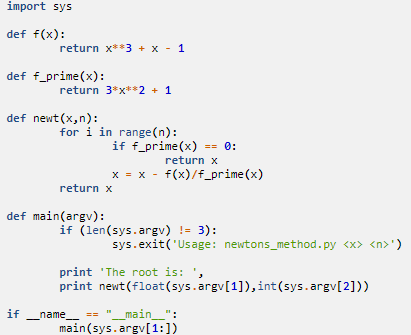 import sys
def f(x):
        return x**3 + x - 1
def f_prime(x):
        return 3*x**2 + 1
def newt(x,n):
        for i in range(n):
                if f_prime(x) == 0:
                        return x
                x = x - f(x)/f_prime(x)
        return x
def main(argv):
        if (len(sys.argv) != 3):
                sys.exit('Usage: newtons_method.py <x> <n>')
        print 'The root is: ',
        print newt(float(sys.argv[1]),int(sys.argv[2]))
if __name__ == "__main__":
        main(sys.argv[1:])